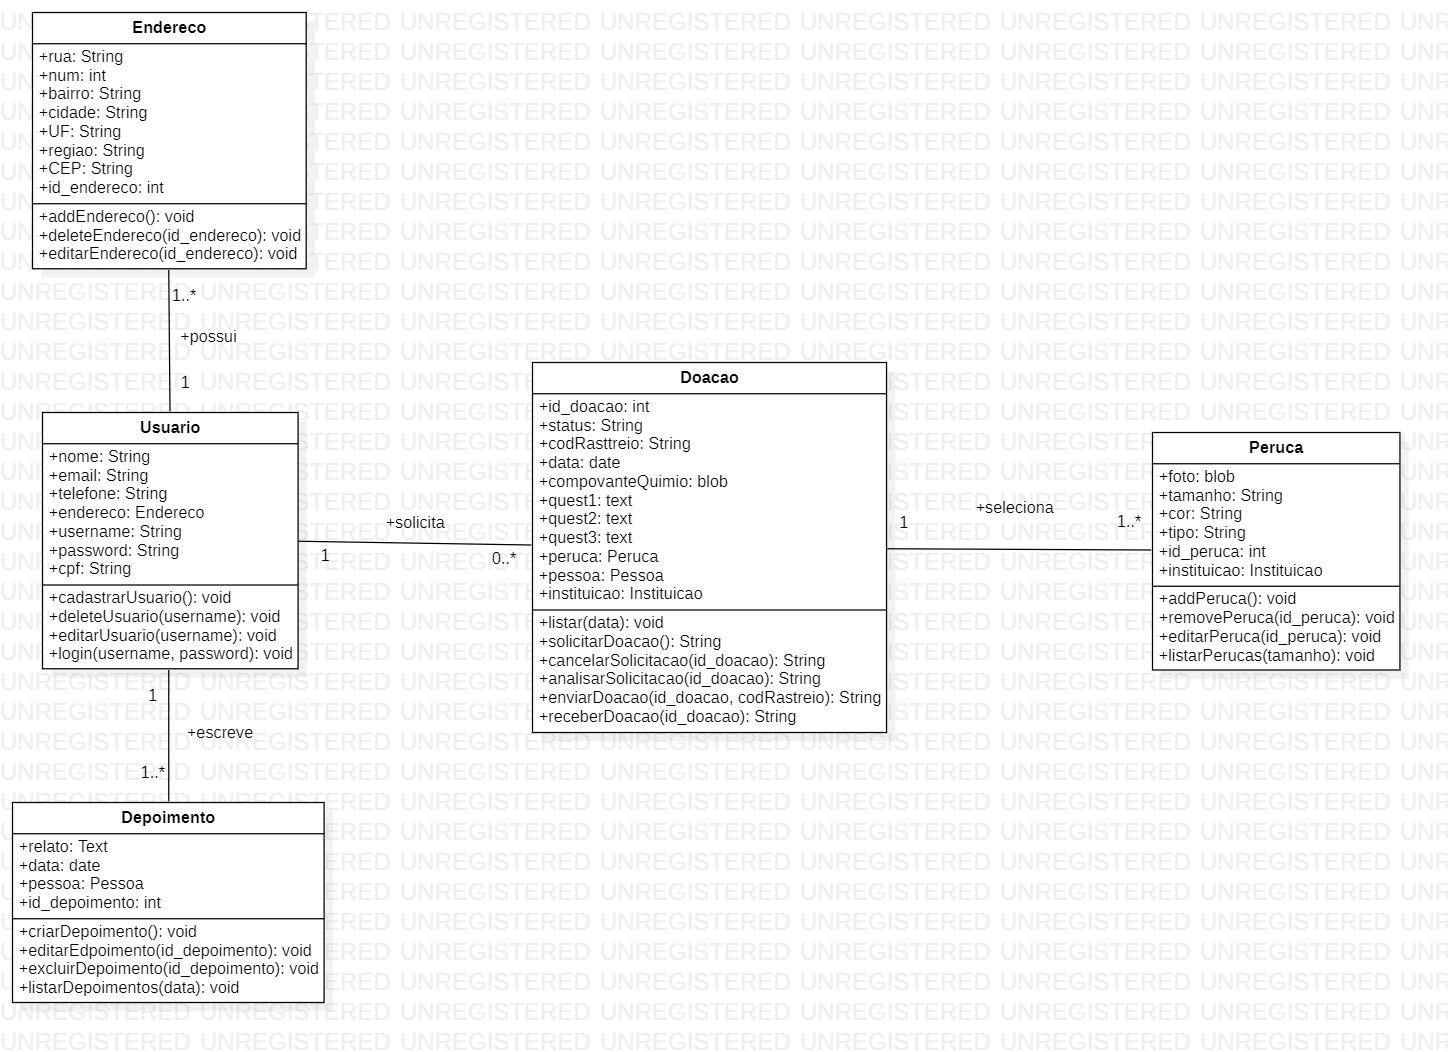 Endereco
+rua: String
+num: int
+bairro: String
+cidade: String
+UF: String
+regiao: String
+CEP: String
+id_endereco: int
+addEndereco(): void
+deleteEndereco(id_endereco): void
+editarEndereco(id_endereco): void
1..*
+possui
1
Usuario
+nome: String
+email: String
+telefone: String
+endereco: Endereco
+username: String
+password: String
+cpf: String
+cadastrarUsuario(): void
+deleteUsuario(username): void
+editarUsuario(username): void
+login(username, password): void
+solicita
1
0..*
Doacao
+id_doacao: int
+status: String
+codRasttreio: String
+data: date
+compovanteQuimio: blob
+quest1: text
+quest2: text
+quest3: text
+peruca: Peruca
+pessoa: Pessoa
+instituicao: Instituicao
+listar(data): void
+solicitarDoacao(): String
+cancelarSolicitacao(id_doacao): String
+analisarSolicitacao(id_doacao): String
+enviarDoacao(id_doacao, codRastreio): String
+receberDoacao(id_doacao): String
+seleciona
1
1..*
Peruca
+foto: blob
+tamanho: String
+cor: String
+tipo: String
+id_peruca: int
+instituicao: Instituicao
+addPeruca(): void
+removePeruca(id_peruca): void
+editarPeruca(id_peruca): void
+listarPerucas(tamanho): void
1
+escreve
1..*
Depoimento
+relato: Text
+data: date
+pessoa: Pessoa
+id_depoimento: int
+criarDepoimento(): void
+editarEdpoimento(id_depoimento): void
+excluirDepoimento(id_depoimento): void
+listarDepoimentos(data): void
UNREGISTERED